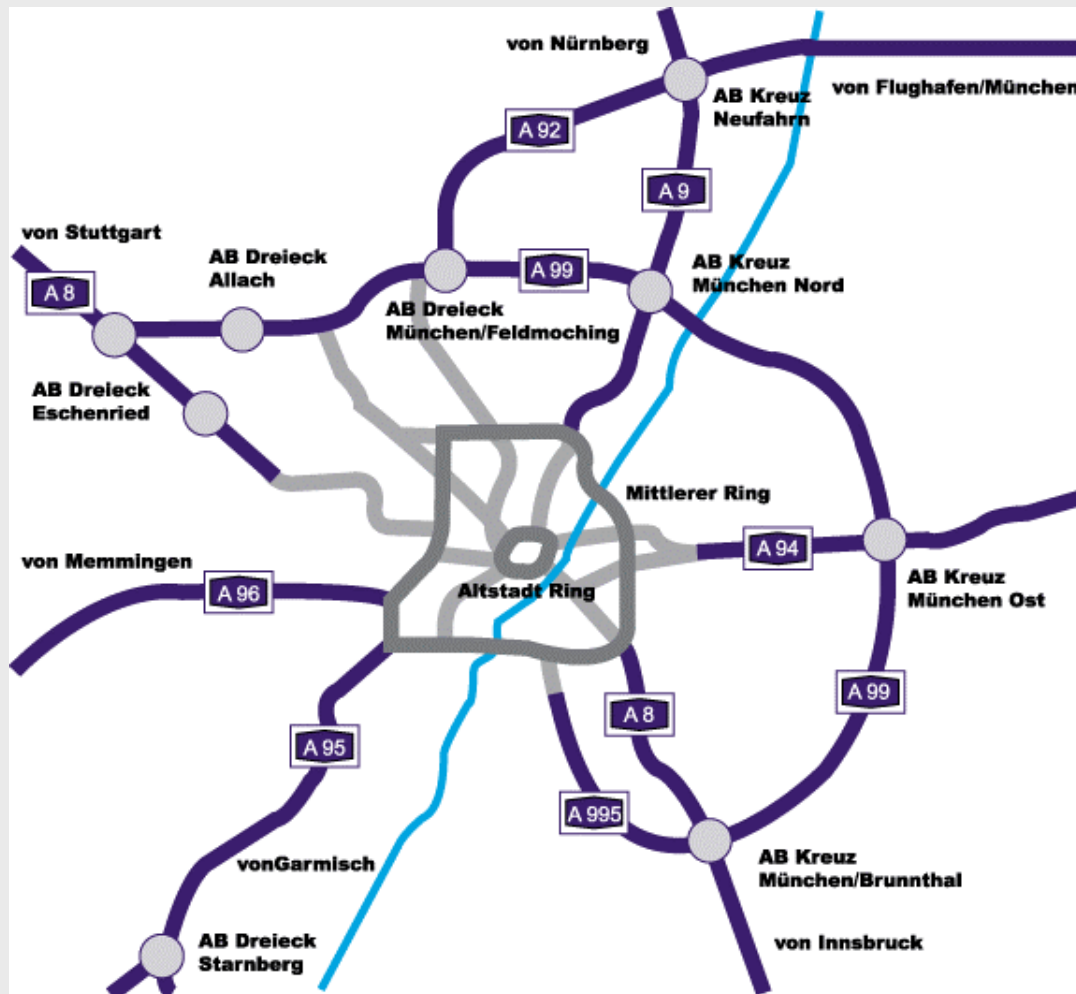 von Nürnberg
von Flughafen/München
AB Kreuz
Neufahrn
A 92
A 9
von Stuttgart
AB Dreieck
Allach
A 99
AB Kreuz
München Nord
A 8
AB Dreieck
München/Feldmoching
AB Dreieck
Eschenried
Mittlerer Ring
A 94
von Memmingen
A 96
Altstadt Ring
AB Kreuz
München Ost
A 99
A 8
A 95
A 995
vonGarmisch
AB Kreuz
München/Brunnthal
AB Dreieck
Starnberg
von Innsbruck